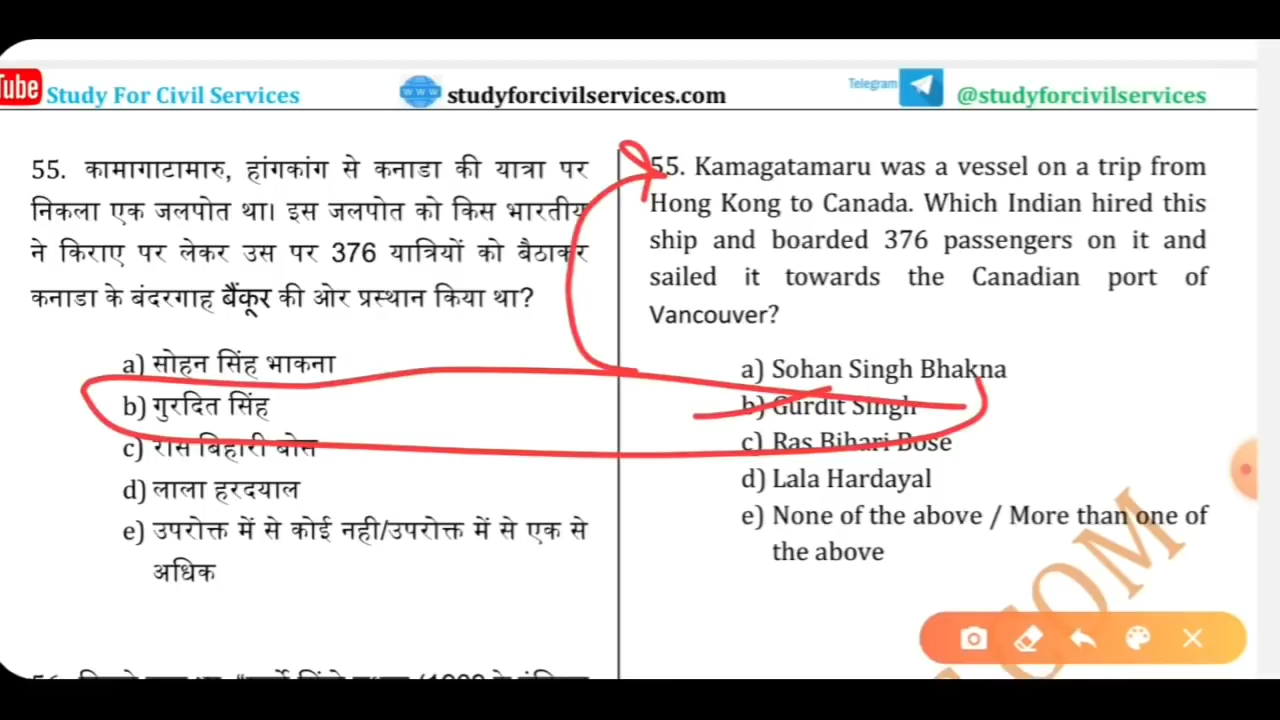 Tube Study For Civil Services
www studyforcivilservices.com
Telegram @studyforcivilservices
55. कामागाटामारु, हांगकांग से कनाडा की यात्रा पर
निकला एक जलपोत था। इस जलपोत को किस भारतीय
ने किराए पर लेकर उस पर 376 यात्रियों को बैठाकर
कनाडा के बंदरगाह बैंकूर की ओर प्रस्थान किया था?
a) सोहन सिंह भाकना
b) गुरदित सिंह
c) रास बिहारी बोस
d) लाला हरदयाल
e) उपरोक्त में से कोई नही/उपरोक्त में से एक से
अधिक
55. Kamagatamaru was a vessel on a trip from
Hong Kong to Canada. Which Indian hired this
ship and boarded 376 passengers on it and
sailed it towards the Canadian port of
Vancouver?
a) Sohan Singh Bhakna
b) Gurdit Singh
c) Ras Bihari Bose
d) Lala Hardayal
e) None of the above / More than one of
the above
COM